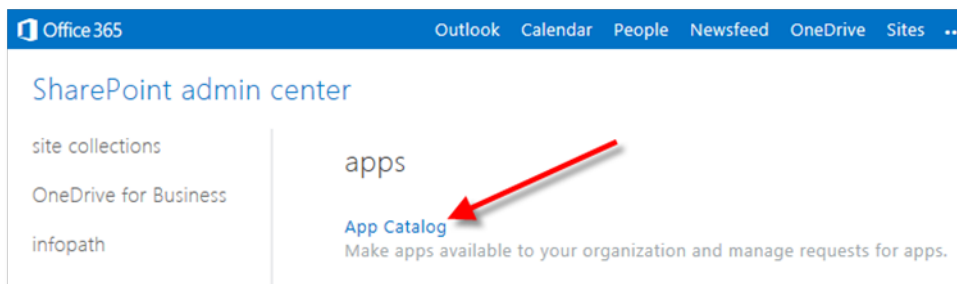 Office 365 Outlook Calendar People Newsfeed OneDrive Sites ...
SharePoint admin center
site collections
OneDrive for Business
infopath
apps
App Catalog
Make apps available to your organization and manage requests for apps.